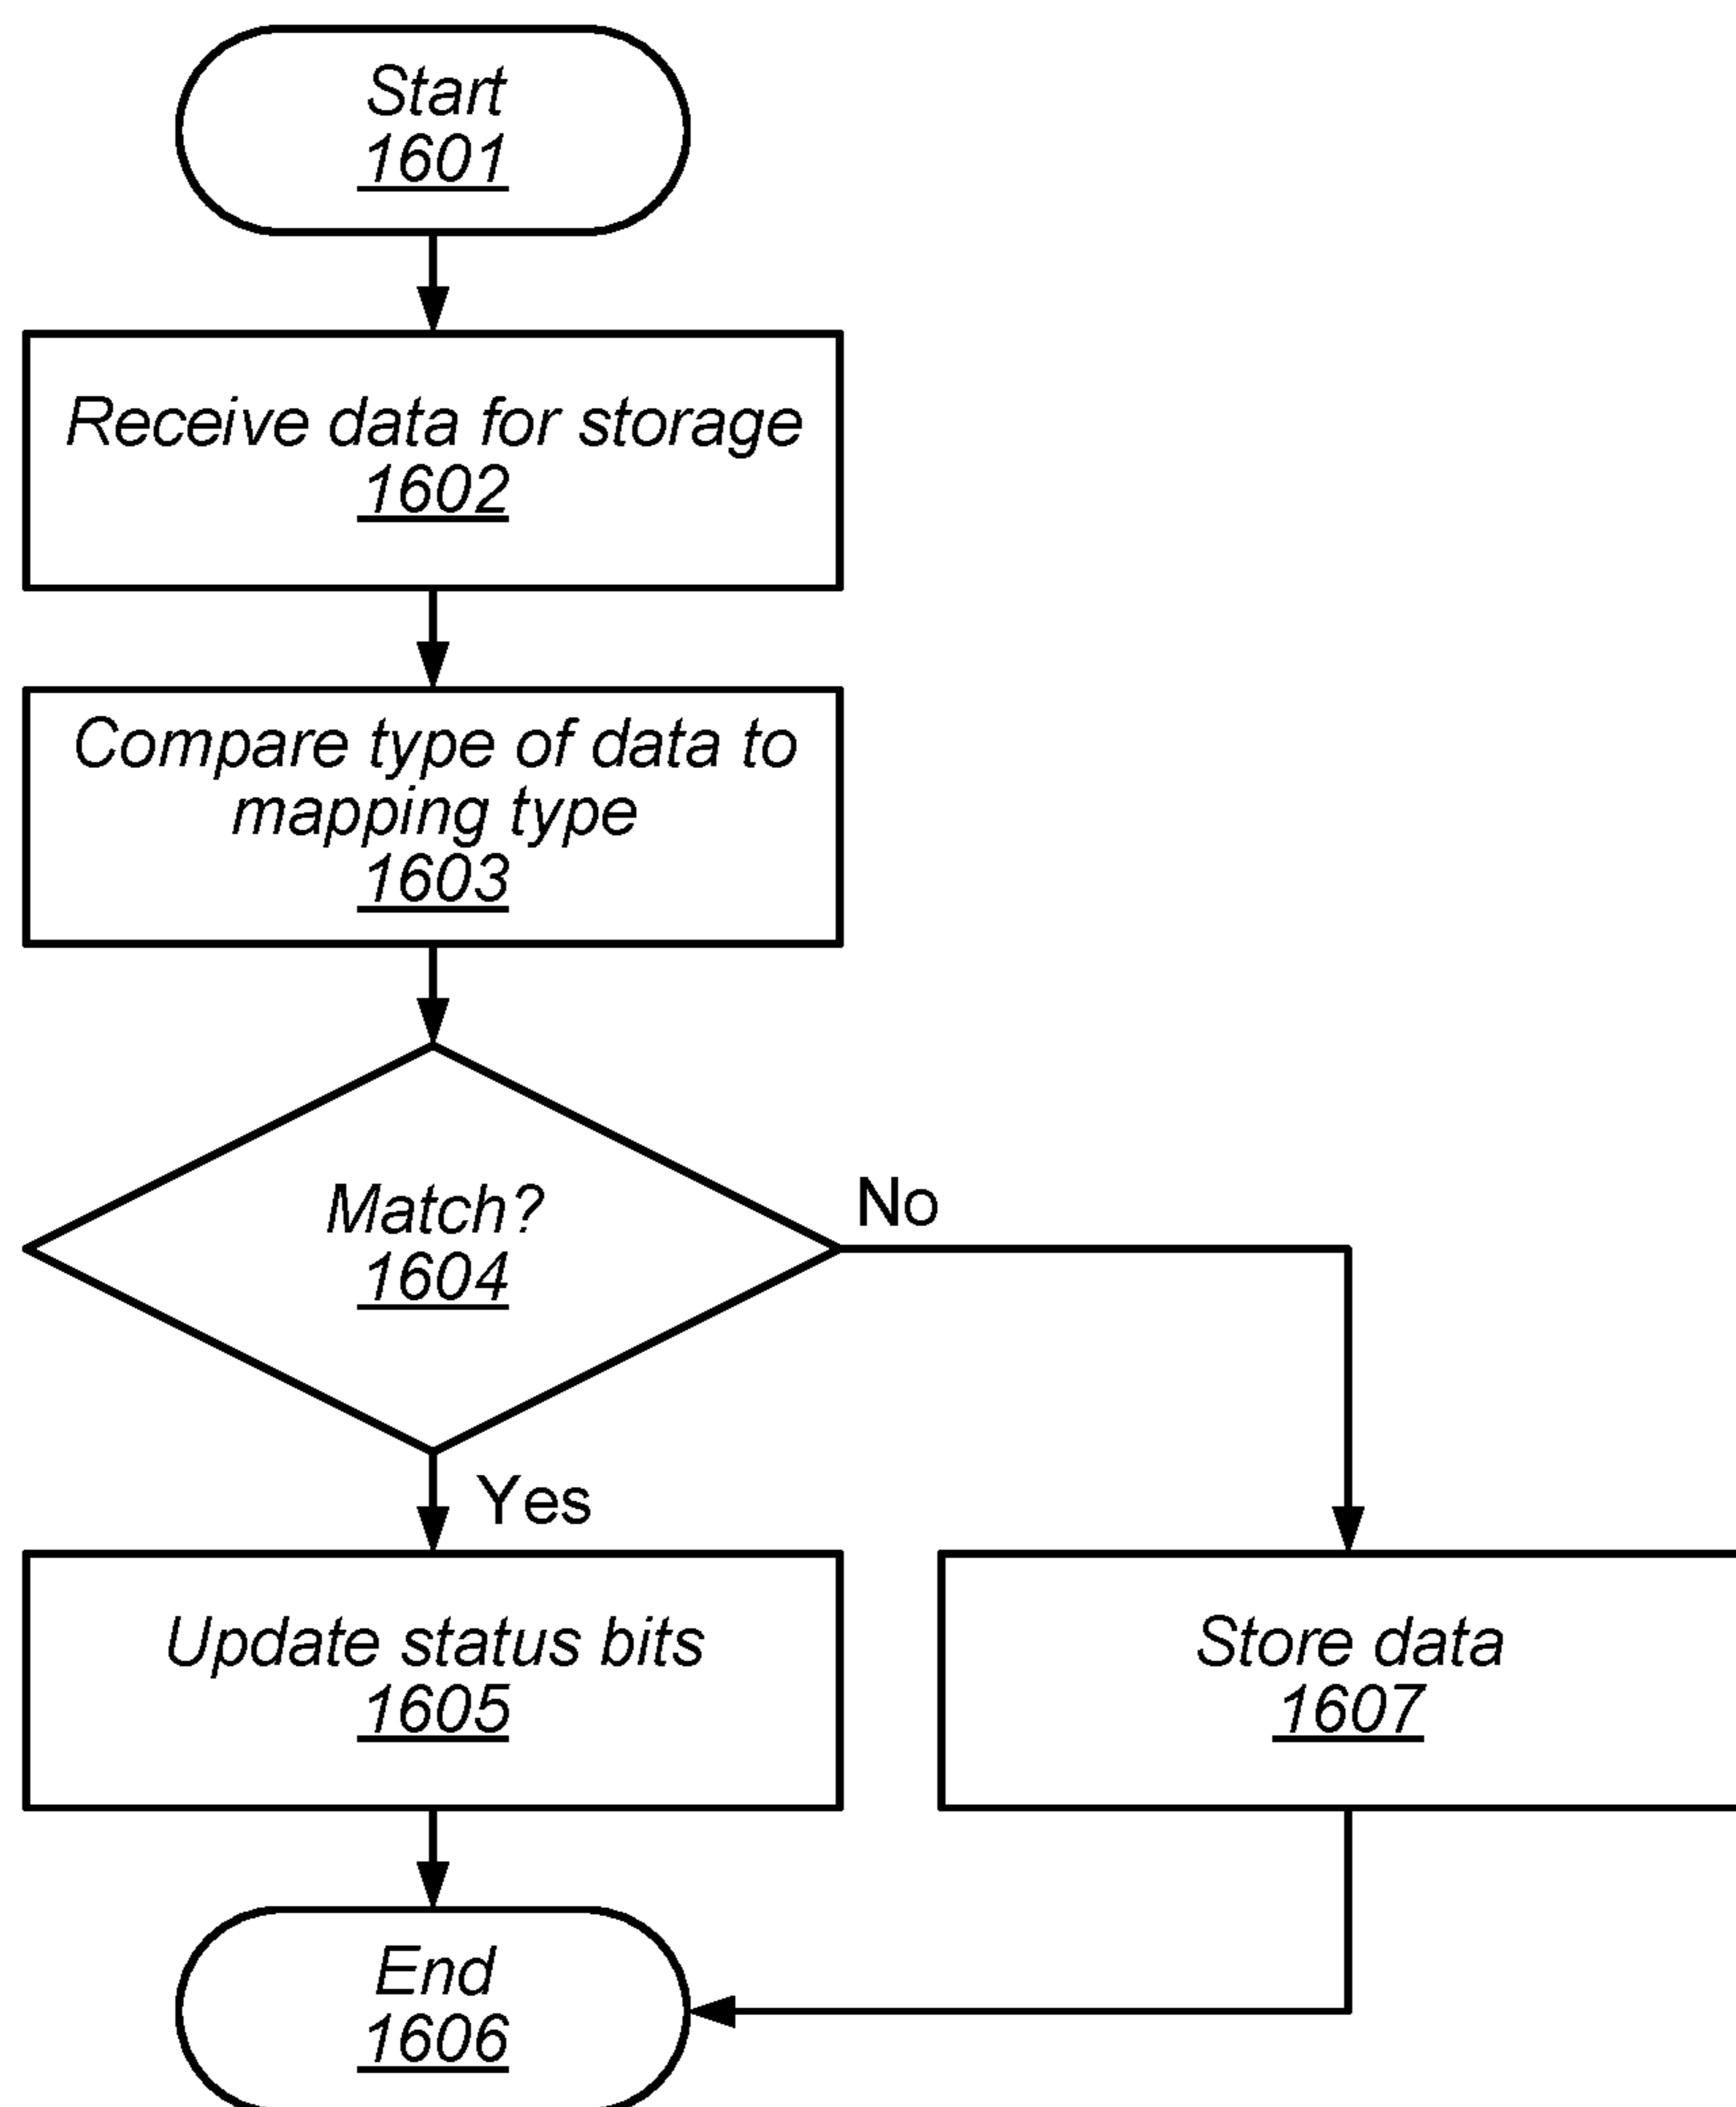 Start
1601
Receive data for storage
1602
Compare type of data to
mapping type
1603
Match?
1604
No
Yes
Update status bits
1605
Store data
1607
End
1606